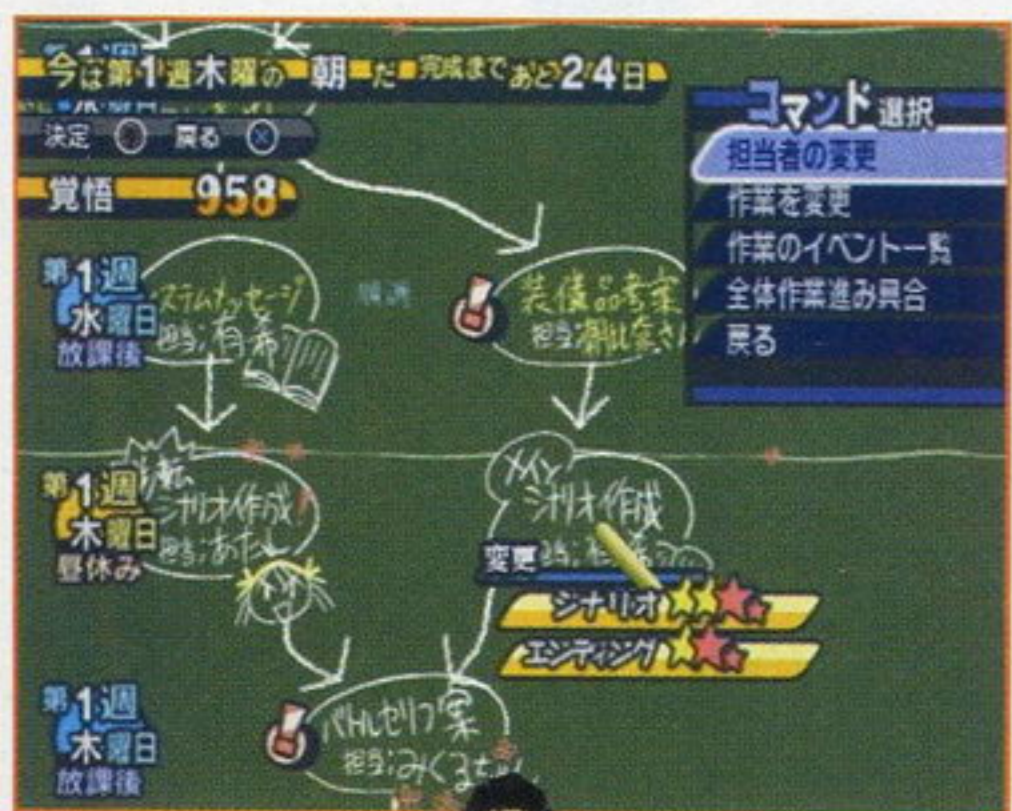 今は第1週木曜の 朝だ 完成まであと24日
決定 戻る
覚悟 958
コマンド選択
担当者の変更
作業を変更
作業のイベント一覧
全体作業進み具合
戻る
第1週
水曜日
放課後
ステムメッセージ
担当:有希
装備品考案
担当:朝比奈さん
第1週
木曜日
昼休み
シナリオ作成
担当:あたし
メイン
シナリオ作成
変更
シナリオ
エンディング
第1週
木曜日
放課後
バトルセリフ案
担当:みくるちゃん